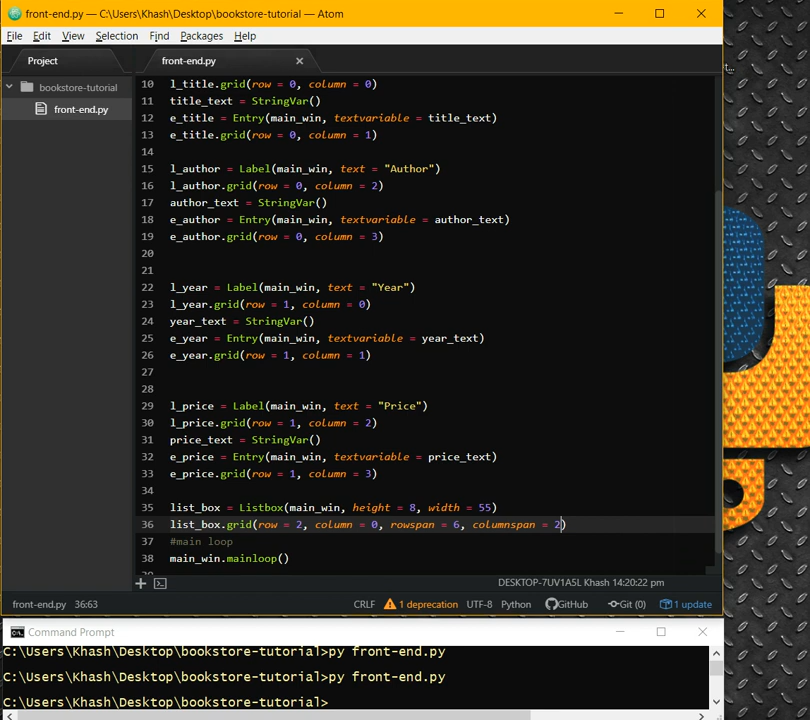 front-end.py — C:\Users\Khash\Desktop\bookstore-tutorial — Atom
File Edit View Selection Find Packages Help
Project
front-end.py
bookstore-tutorial
front-end.py
10 l_title.grid(row = 0, column = 0)
11 title_text = StringVar()
12 e_title = Entry(main_win, textvariable = title_text)
13 e_title.grid(row = 0, column = 1)
14
15 l_author = Label(main_win, text = "Author")
16 l_author.grid(row = 0, column = 2)
17 author_text = StringVar()
18 e_author = Entry(main_win, textvariable = author_text)
19 e_author.grid(row = 0, column = 3)
20
21
22 l_year = Label(main_win, text = "Year")
23 l_year.grid(row = 1, column = 0)
24 year_text = StringVar()
25 e_year = Entry(main_win, textvariable = year_text)
26 e_year.grid(row = 1, column = 1)
27
28
29 l_price = Label(main_win, text = "Price")
30 l_price.grid(row = 1, column = 2)
31 price_text = StringVar()
32 e_price = Entry(main_win, textvariable = price_text)
33 e_price.grid(row = 1, column = 3)
34
35 list_box = Listbox(main_win, height = 8, width = 55)
36 list_box.grid(row = 2, column = 0, rowspan = 6, columnspan = 2)
37 #main loop
38 main_win.mainloop()
DESKTOP-7UV1A5L Khash 14:20:22 pm
front-end.py 36:63 CRLF 1 deprecation UTF-8 Python GitHub Git (0) 1 update
Command Prompt
C:\Users\Khash\Desktop\bookstore-tutorial>py front-end.py
C:\Users\Khash\Desktop\bookstore-tutorial>py front-end.py
C:\Users\Khash\Desktop\bookstore-tutorial>